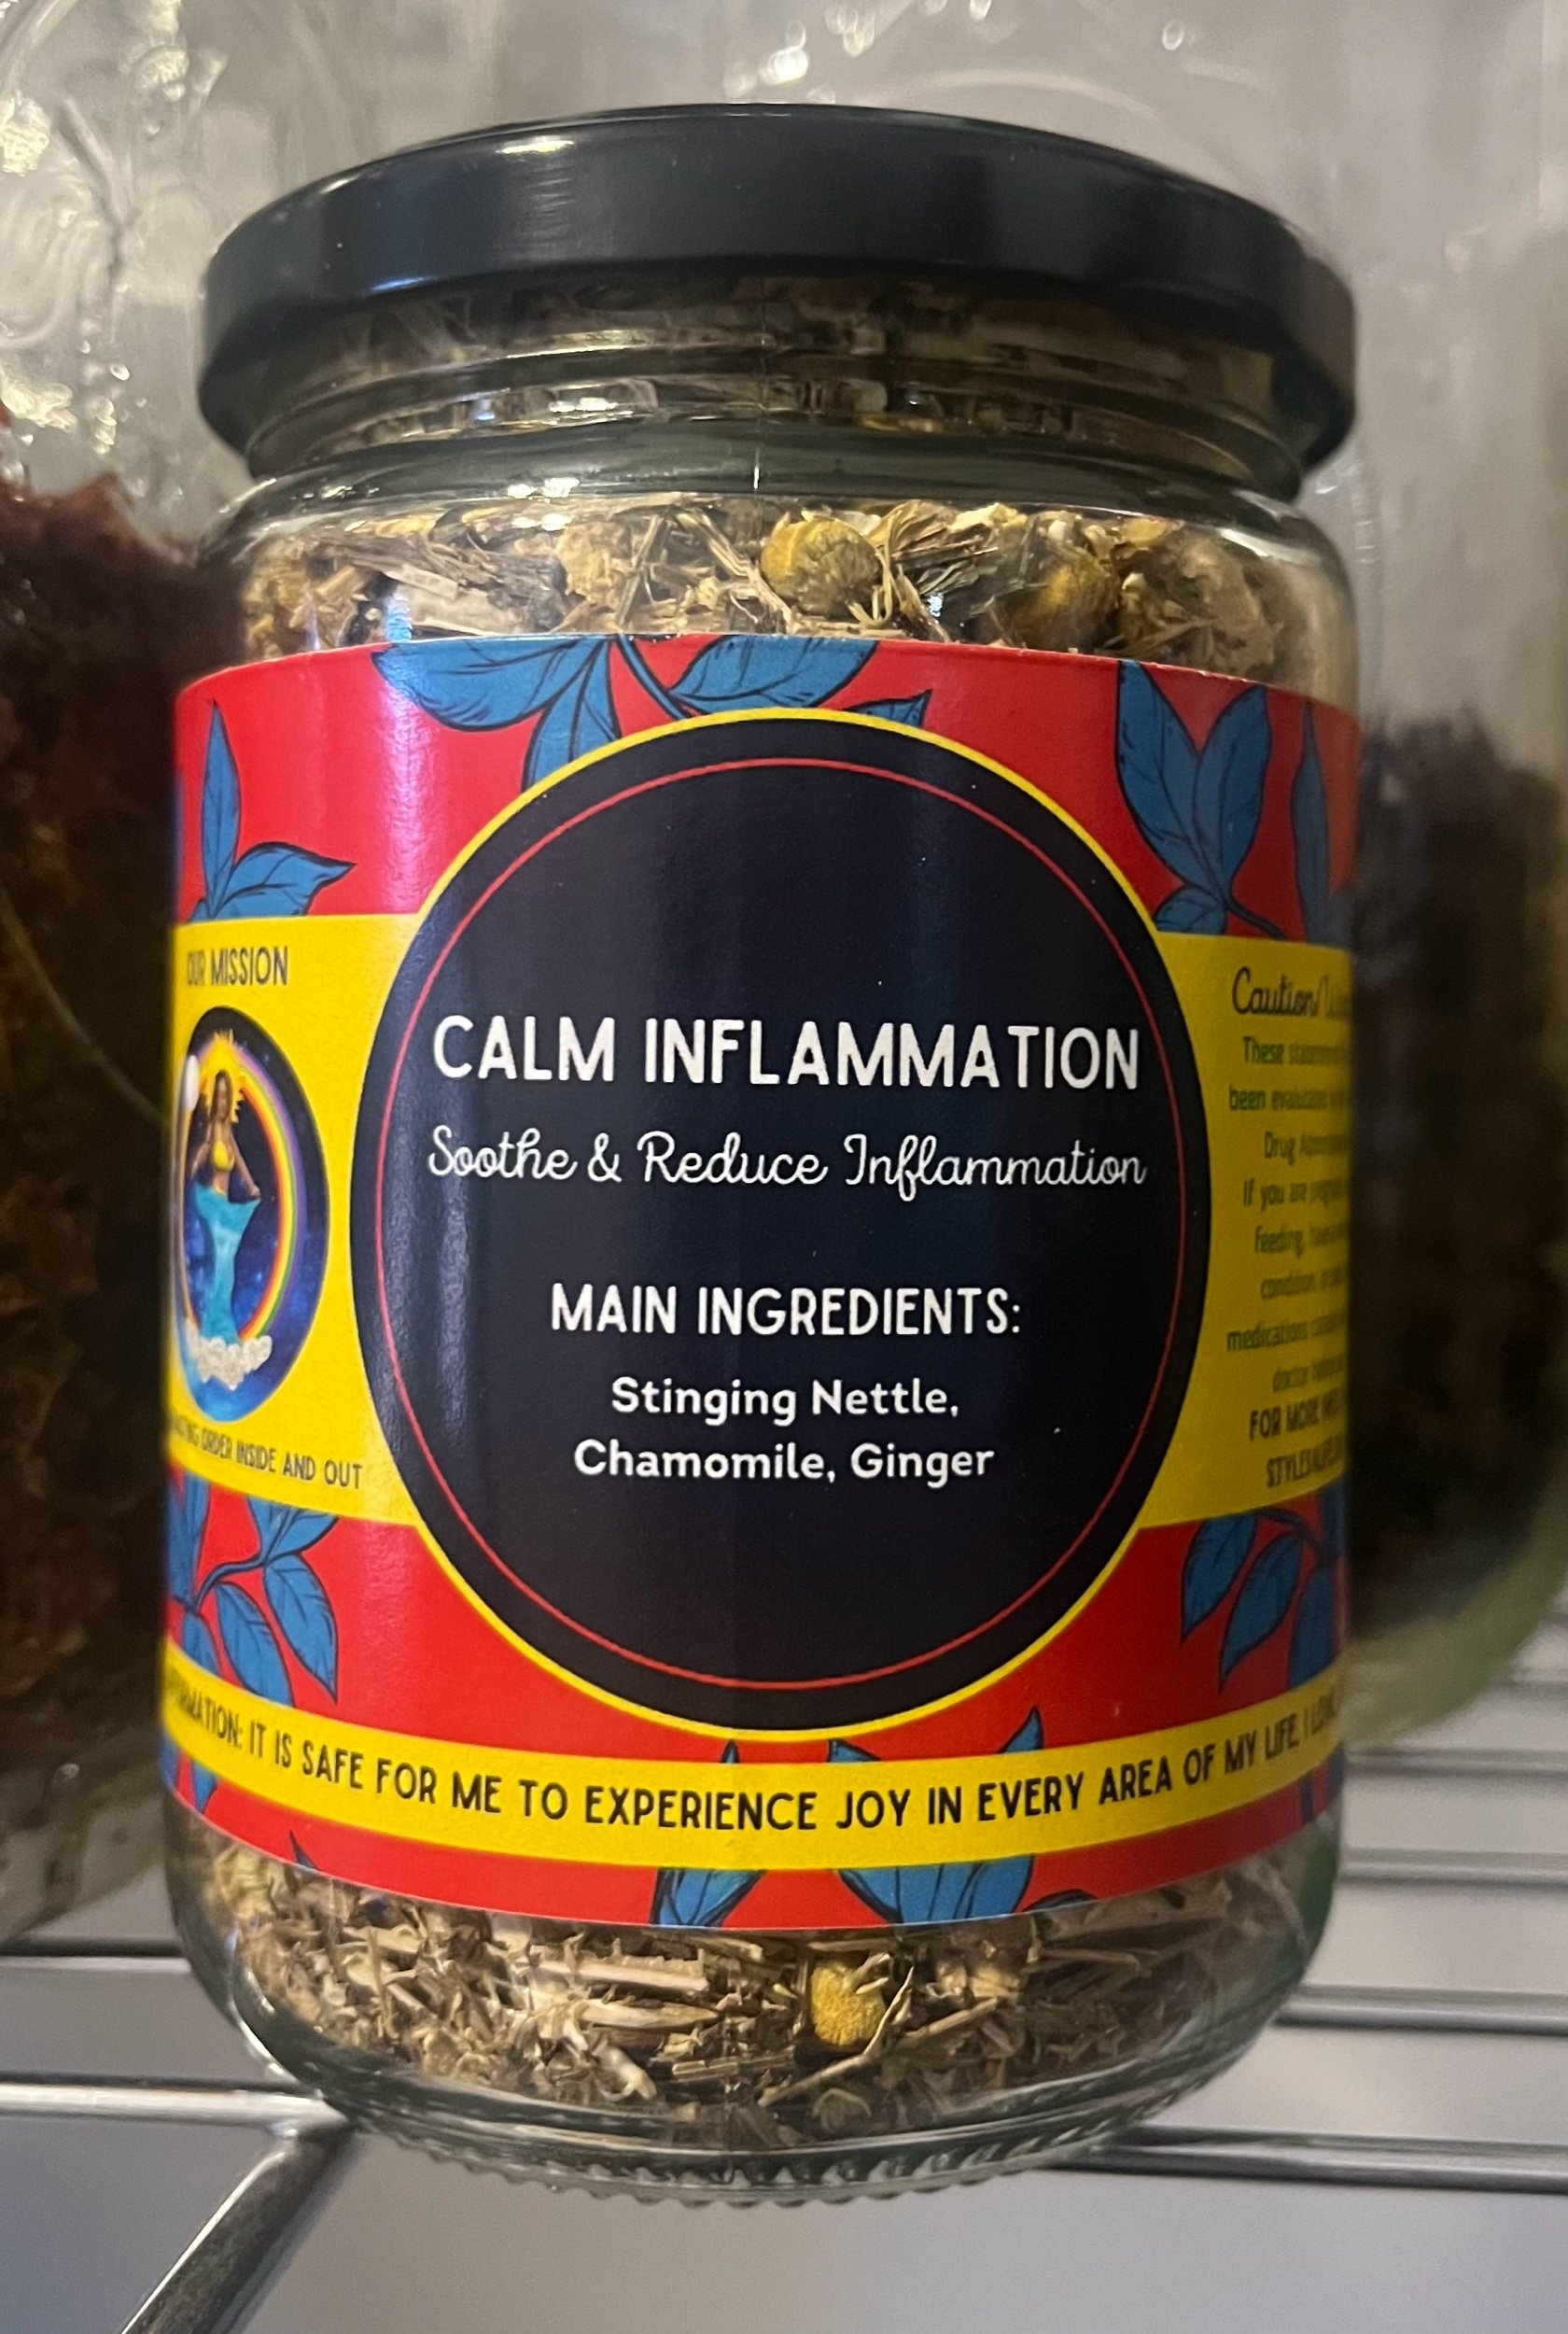 OUR MISSION
ORDER INSIDE AND OUT
CALM INFLAMMATION
Soothe & Reduce Inflammation
MAIN INGREDIENTS:
Stinging Nettle,
Chamomile, Ginger
Caution
These
been
Drug
If you are
feeding,
condition,
medications
doctor
FOR MORE
IT IS SAFE FOR ME TO EXPERIENCE JOY IN EVERY AREA OF MY LIFE. I